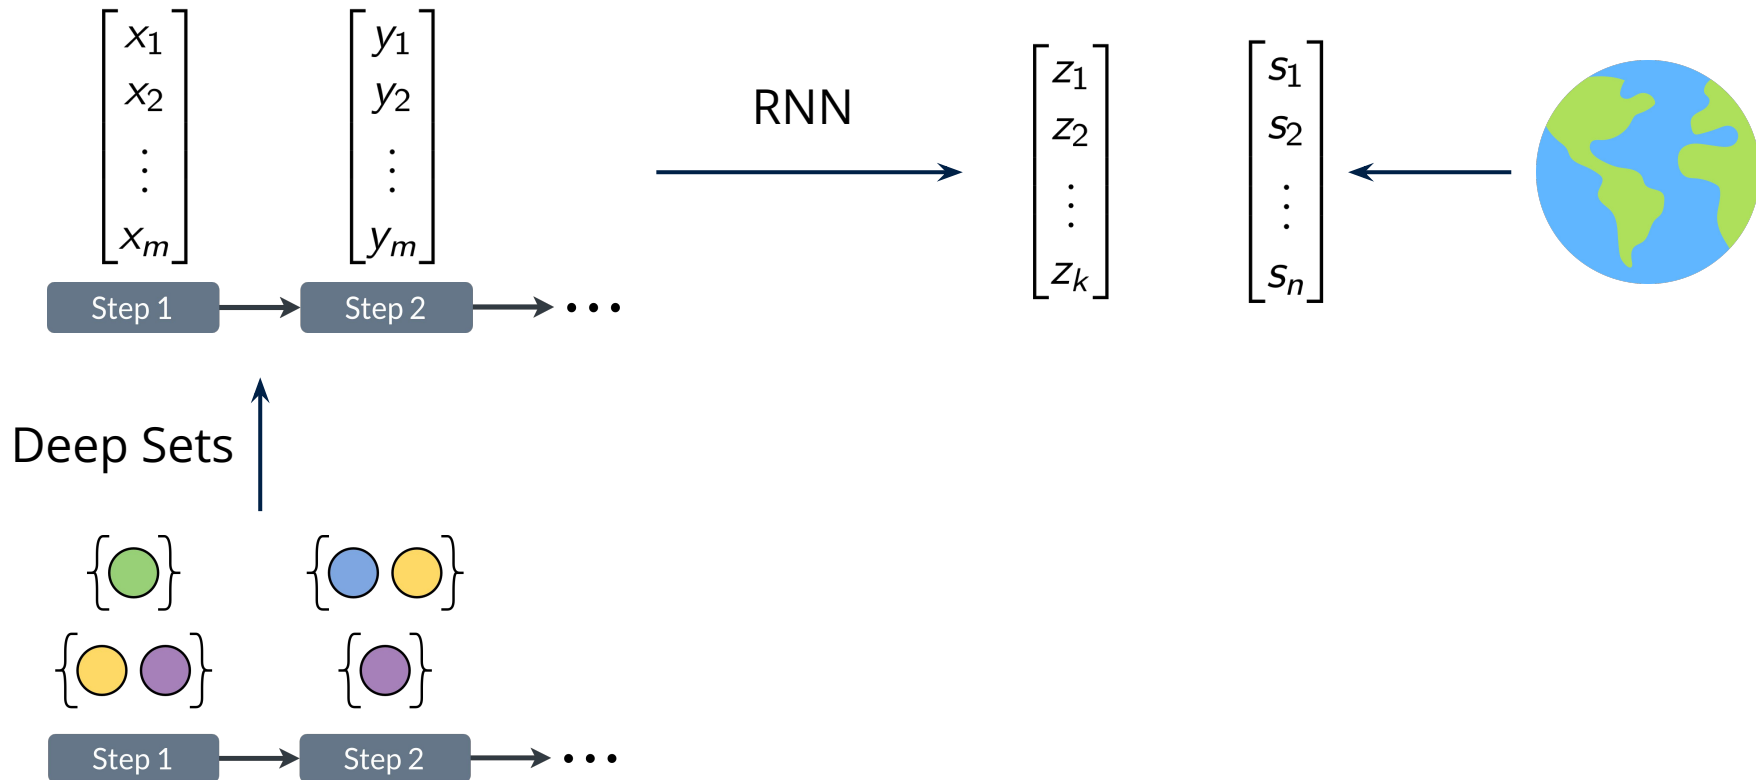 x₁
x₂
⋮
xₘ
y₁
y₂
⋮
yₘ
RNN
z₁
z₂
⋮
zₖ
s₁
s₂
⋮
sₙ
Step 1
Step 2
...
Deep Sets
Step 1
Step 2
...